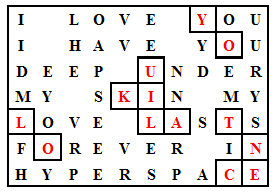 I LOVE YOU
I HAVE YOU
DEEP UNDER
MY SKIN MY
LOVE LASTS
FOREVER IN
HYPERSPACE